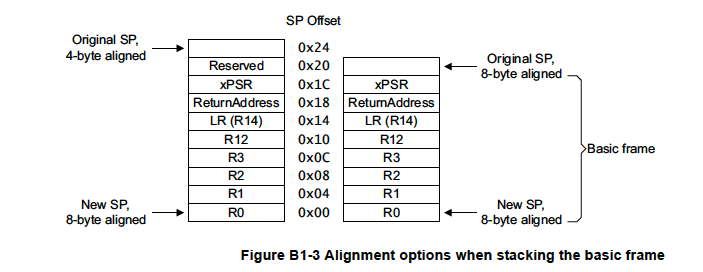 SP Offset
Original SP,
4-byte aligned
0x24
Reserved 0x20 Original SP,
8-byte aligned
xPSR 0x1C xPSR
ReturnAddress 0x18 ReturnAddress
LR (R14) 0x14 LR (R14)
R12 0x10 R12 Basic frame
R3 0x0C R3
R2 0x08 R2
R1 0x04 R1
New SP,
8-byte aligned
R0 0x00 R0
New SP,
8-byte aligned
Figure B1-3 Alignment options when stacking the basic frame